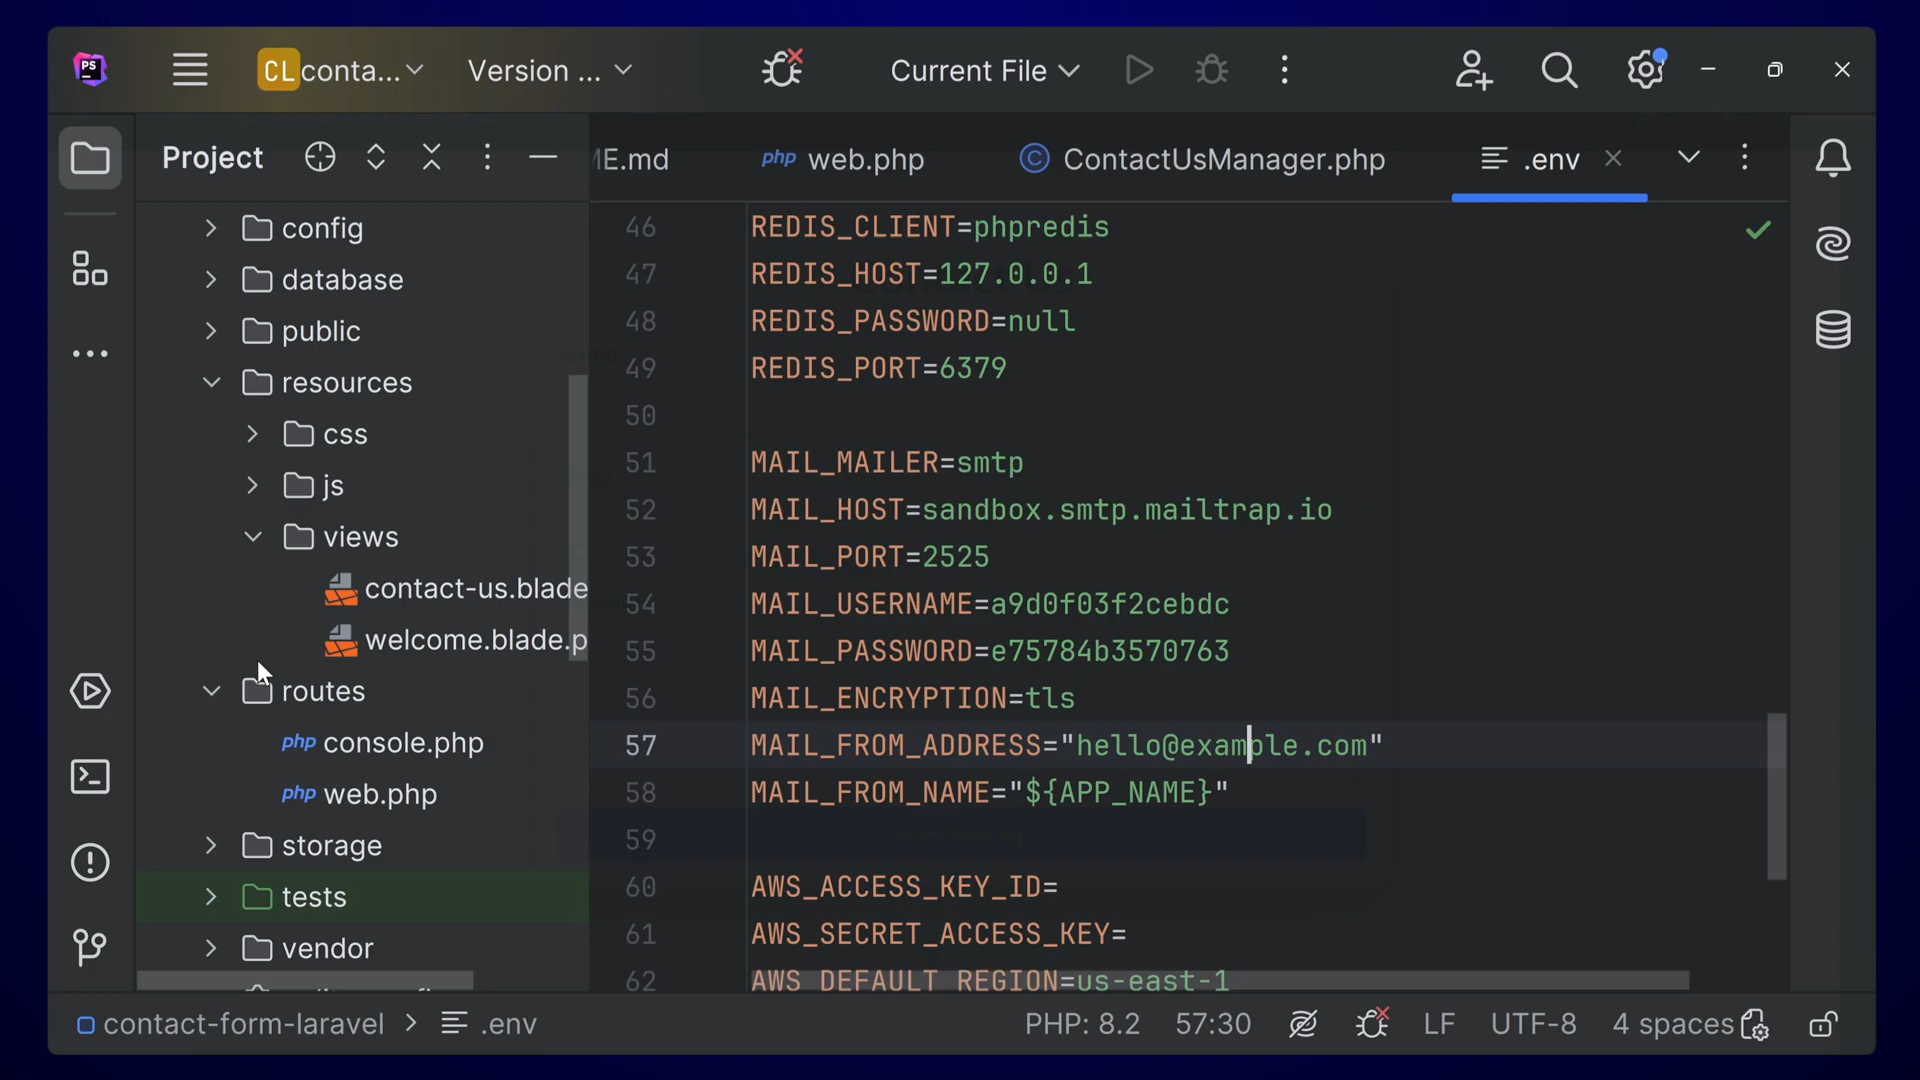 PS
CL conta... Version ... Current File
Project
ME.md php web.php © ContactUsManager.php .env
config
database
public
resources
css
js
views
contact-us.blade
welcome.blade.p
routes
php console.php
php web.php
storage
tests
vendor
46 REDIS_CLIENT=phpredis
47 REDIS_HOST=127.0.0.1
48 REDIS_PASSWORD=null
49 REDIS_PORT=6379
50
51 MAIL_MAILER=smtp
52 MAIL_HOST=sandbox.smtp.mailtrap.io
53 MAIL_PORT=2525
54 MAIL_USERNAME=a9d0f03f2cebdc
55 MAIL_PASSWORD=e75784b3570763
56 MAIL_ENCRYPTION=tls
57 MAIL_FROM_ADDRESS="hello@example.com"
58 MAIL_FROM_NAME="${APP_NAME}"
59
60 AWS_ACCESS_KEY_ID=
61 AWS_SECRET_ACCESS_KEY=
62 AWS_DEFAULT_REGION=us-east-1
contact-form-laravel > .env PHP: 8.2 57:30 LF UTF-8 4 spaces